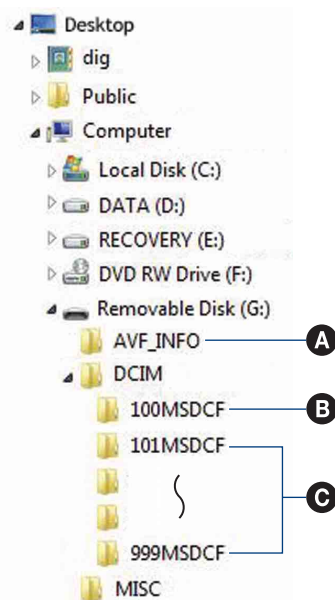 Desktop
dig
Public
Computer
Local Disk (C:)
DATA (D:)
RECOVERY (E:)
DVD RW Drive (F:)
Removable Disk (G:)
AVF_INFO A
DCIM
100MSDCF B
101MSDCF
C
999MSDCF
MISC